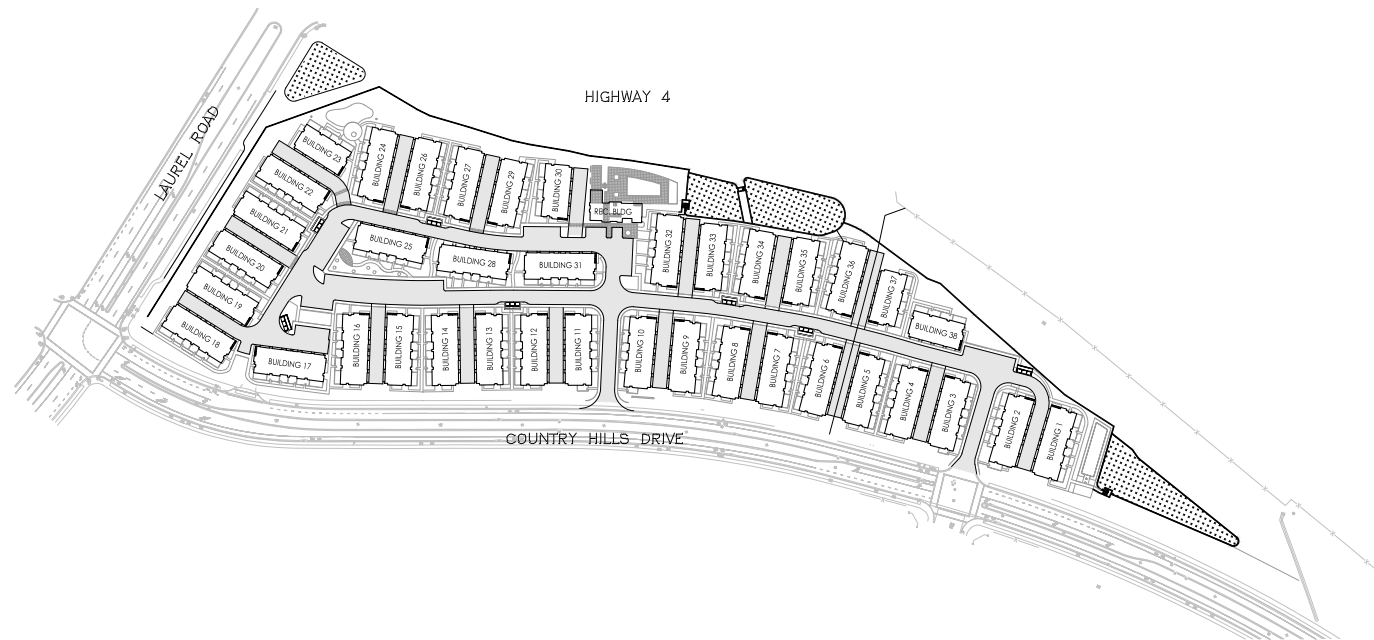 HIGHWAY 4
LAUREL ROAD
BUILDING 23
BUILDING 24
BUILDING 26
BUILDING 27
BUILDING 29
BUILDING 30
REC. BLDG
BUILDING 22
BUILDING 21
BUILDING 20
BUILDING 19
BUILDING 18
BUILDING 25
BUILDING 28
BUILDING 31
BUILDING 32
BUILDING 33
BUILDING 34
BUILDING 35
BUILDING 36
BUILDING 37
BUILDING 38
BUILDING 17
BUILDING 16
BUILDING 15
BUILDING 14
BUILDING 13
BUILDING 12
BUILDING 11
BUILDING 10
BUILDING 9
BUILDING 8
BUILDING 7
BUILDING 6
BUILDING 5
BUILDING 4
BUILDING 3
BUILDING 2
BUILDING 1
COUNTRY HILLS DRIVE